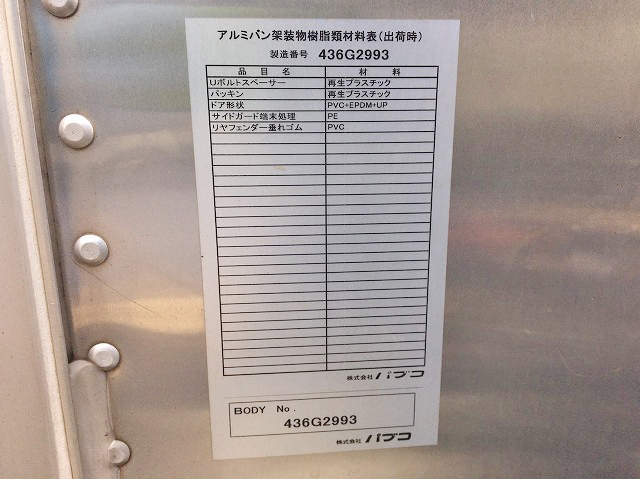 アルミバン架装物樹脂類材料表(出荷時)
製造番号 436G2993
品目名 材料
Uボルトスペーサー 再生プラスチック
パッキン 再生プラスチック
ドア形状 PVC+EPDM+UP
サイドガード端末処理 PE
リヤフェンダー垂れゴム PVC
株式会社 パブコ
BODY No.
436G2993
株式会社 パブコ